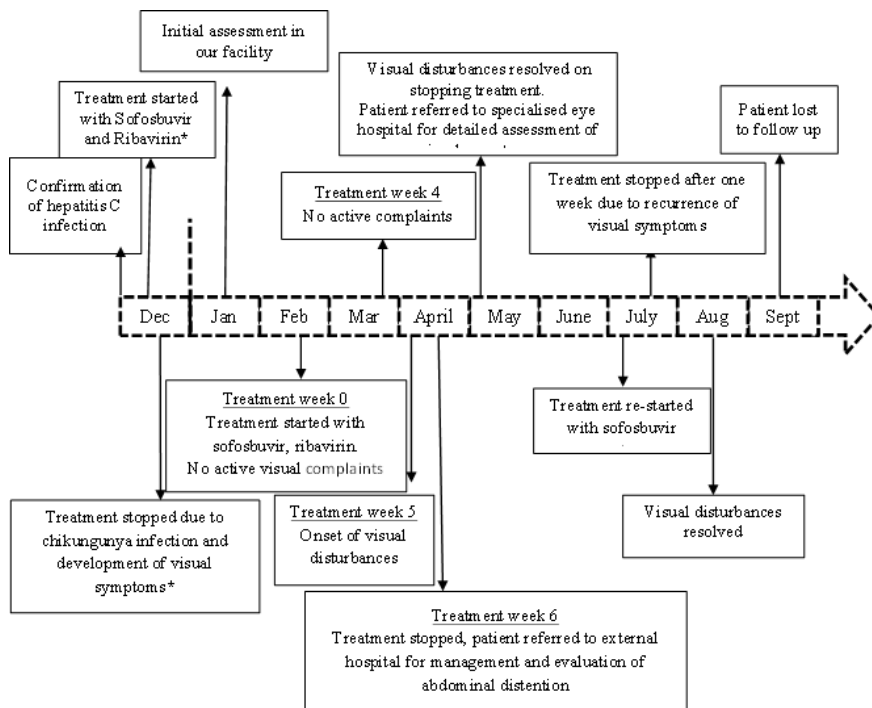 Initial assessment in
our facility
Treatment started
with Sofosbuvir
and Ribavirin*
Confirmation
of hepatitis C
infection
Visual disturbances resolved on
stopping treatment.
Patient referred to specialised eye
hospital for detailed assessment of
Treatment week 4
No active complaints
Treatment stopped after one
week due to recurrence of
visual symptoms
Patient lost
to follow up
Dec
Jan
Feb
Mar
April
May
June
July
Aug
Sept
Treatment week 0
Treatment started with
sofosbuvir, ribavirin
No active visual complaints
Treatment re-started
with sofosbuvir
Treatment stopped due to
chikungunya infection and
development of visual
symptoms*
Treatment week 5
Onset of visual
disturbances
Visual disturbances
resolved
Treatment week 6
Treatment stopped, patient referred to external
hospital for management and evaluation of
abdominal distention